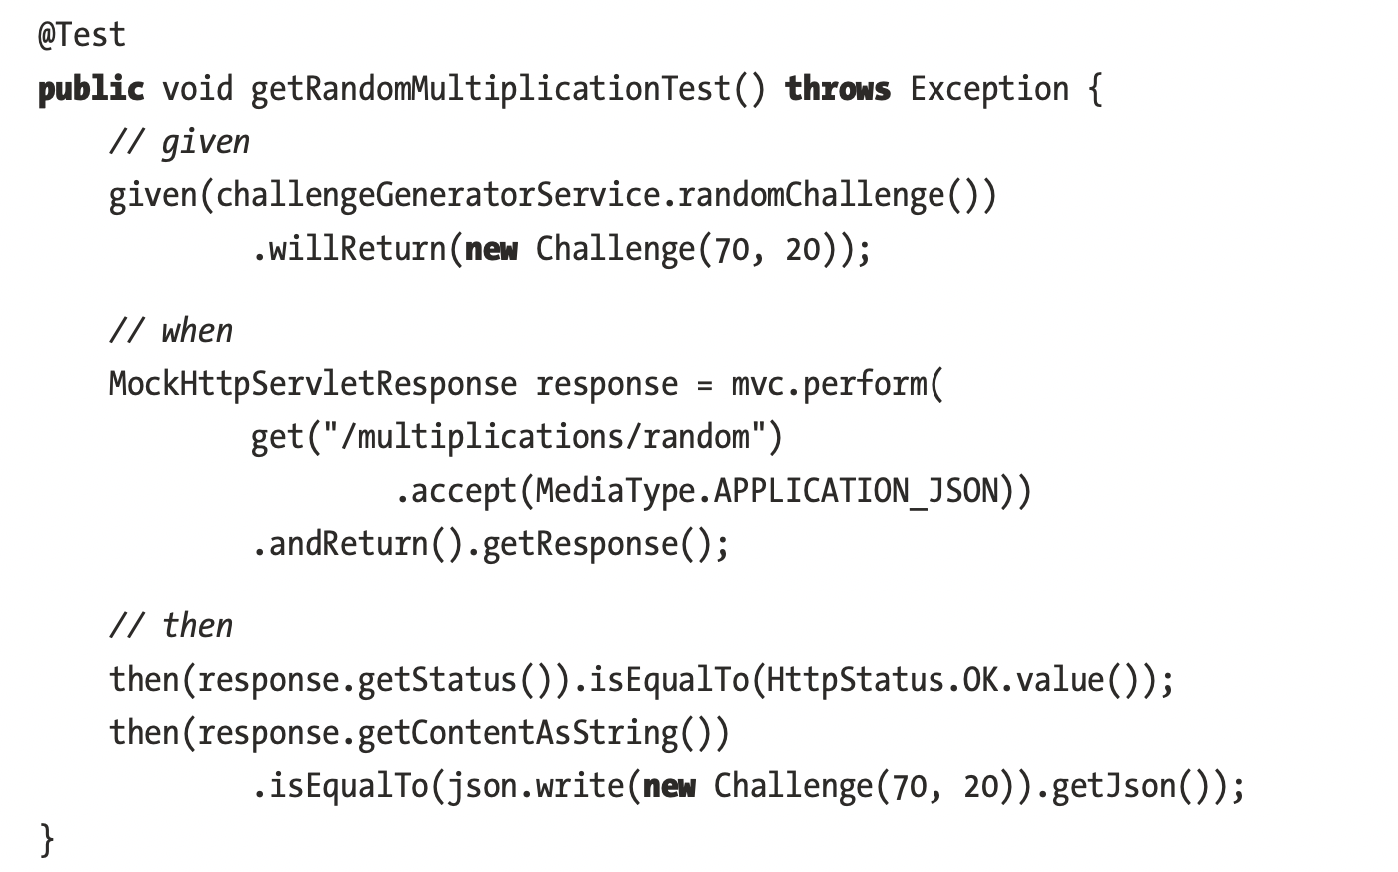 @Test
public void getRandomMultiplicationTest() throws Exception {
// given
given(challengeGeneratorService.randomChallenge())
.willReturn(new Challenge(70, 20));
// when
MockHttpServletResponse response = mvc.perform(
get("/multiplications/random")
.accept(MediaType.APPLICATION_JSON))
.andReturn().getResponse();
// then
then(response.getStatus()).isEqualTo(HttpStatus.OK.value());
then(response.getContentAsString())
.isEqualTo(json.write(new Challenge(70, 20)).getJson());
}